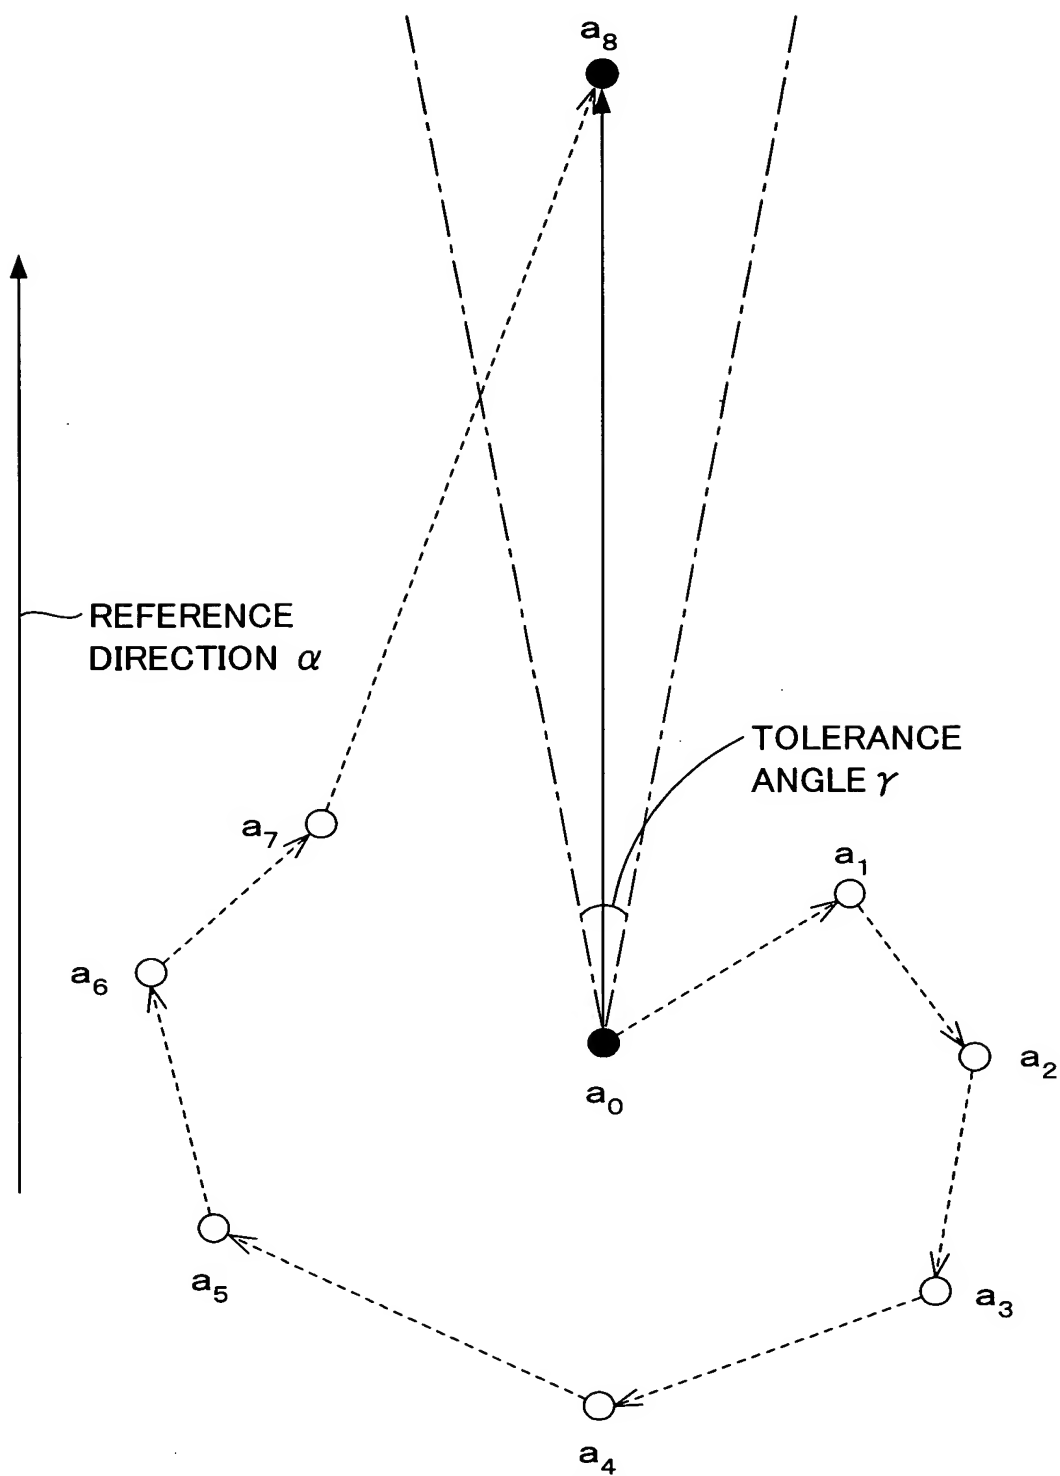 a₈
REFERENCE
DIRECTION α
TOLERANCE
ANGLE γ
a₇
a₁
a₆
a₂
a₀
a₅
a₃
a₄